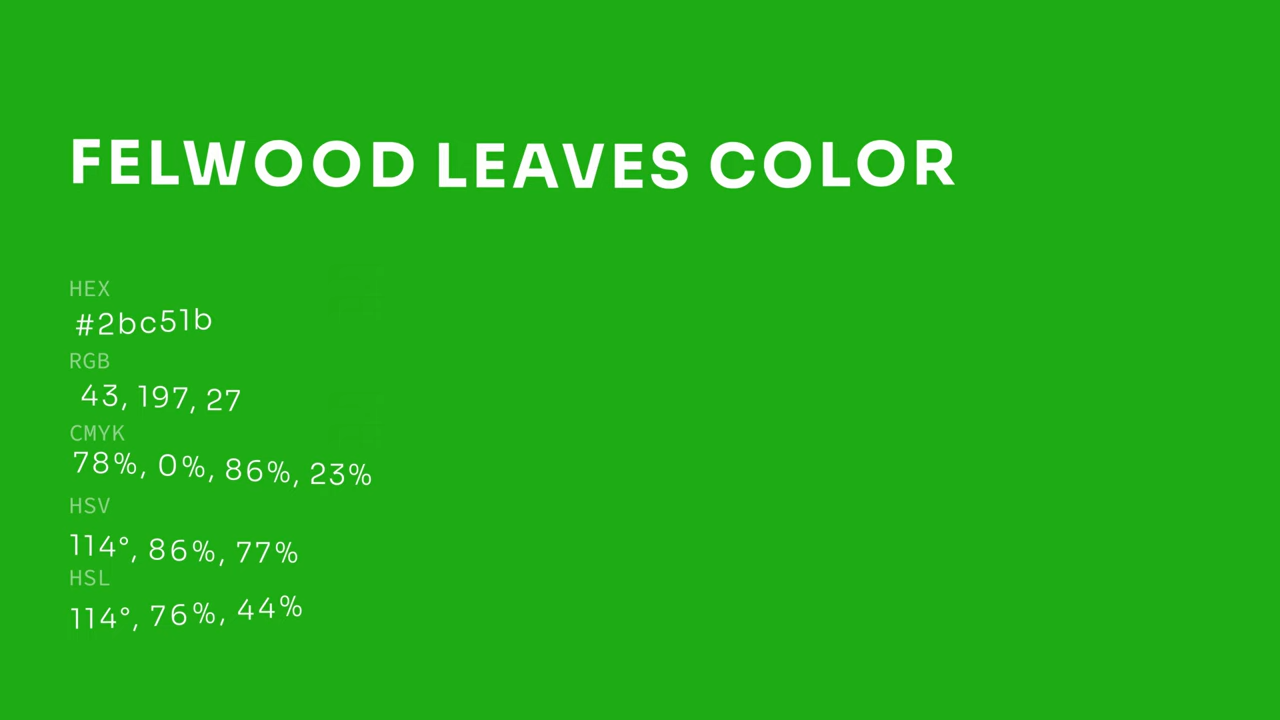 FELWOOD LEAVES COLOR
HEX
#2bc51b
RGB
43, 197, 27
CMYK
78%, 0%, 86%, 23%
HSV
114°, 86%, 77%
HSL
114°, 76%, 44%